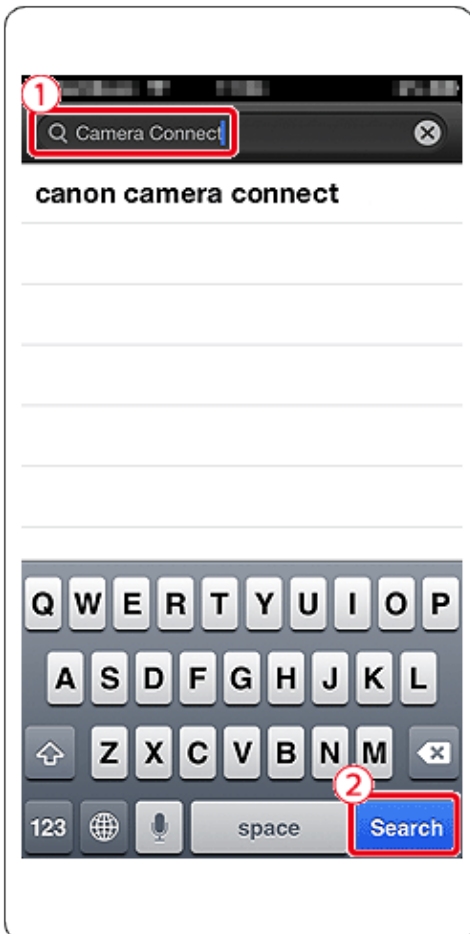 1
Camera Connect
canon camera connect
Q W E R T Y U I O P
A S D F G H J K L
Z X C V B N M
2
123 space Search